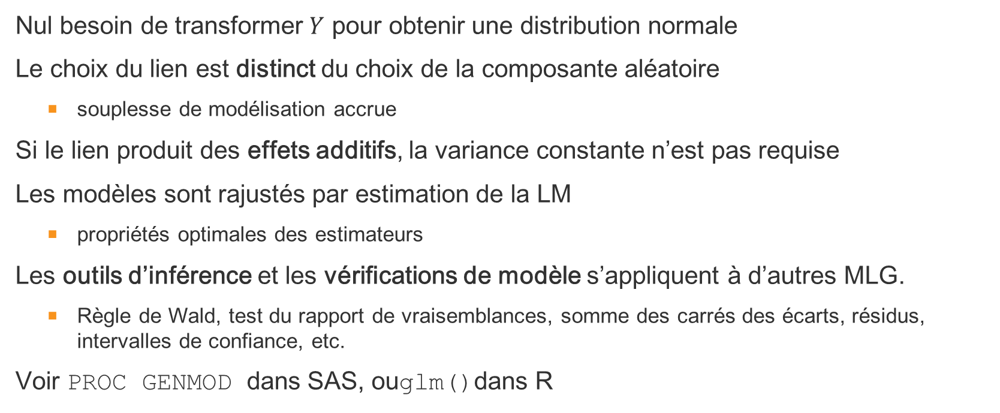 Nul besoin de transformer Y pour obtenir une distribution normale
Le choix du lien est distinct du choix de la composante aléatoire
▪ souplesse de modélisation accrue
Si le lien produit des effets additifs, la variance constante n’est pas requise
Les modèles sont rajustés par estimation de la LM
▪ propriétés optimales des estimateurs
Les outils d’inférence et les vérifications de modèle s’appliquent à d’autres MLG.
▪ Règle de Wald, test du rapport de vraisemblances, somme des carrés des écarts, résidus,
intervalles de confiance, etc.
Voir PROC GENMOD dans SAS, ouglm() dans R